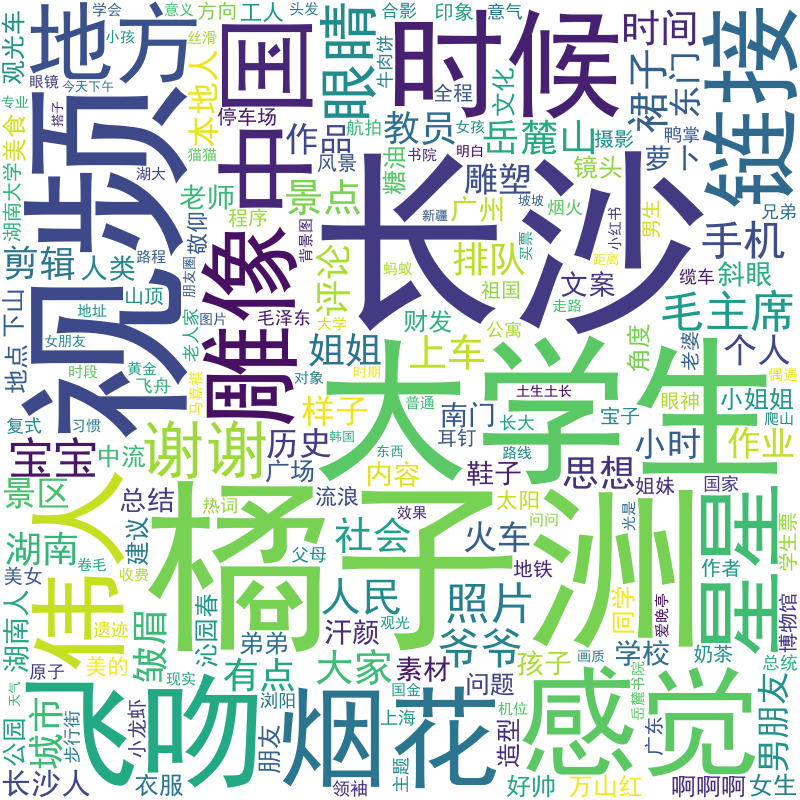 视频
长沙
橘子洲
大学生
时候
中国
地方
链接
雕像
伟人
飞吻
烟花
感觉
星星
眼睛
谢谢
宝宝
毛主席
手机
照片
爷爷
裙子
时间
教员
岳麓山
东门
文化
作品
景点
雕塑
评论
排队
姐姐
上车
样子
历史
思想
社会
人民
火车
湖南
城市
景区
皱眉
有点
大家
汗颜
沁园春
男朋友
作业
小时
个人
小姐姐
斜眼
角度
文案
财发
广州
镜头
糖油
老师
剪辑
人类
本地人
观光车
美食
湖南大学
方向
工人
印象
意气
合影
头发
意义
学会
小孩
丝滑
眼镜
今天下午
搭子
停车场
航拍
全程
牛肉饼
女孩
摄影
鸭掌
萝
猫猫
风景
书院
明白
新疆
坡坡
烟火
小红书
男生
兄弟
湖大
程序
敬仰
背景图
路程
下山
山顶
地点
地址
朋友圈
老人家
毛泽东
图片
蚂蚁
祖国
买票
距离
缆车
走路
老婆
女朋友
时段
黄金
飞舟
大学
公寓
偶遇
爬山
复式
习惯
马嘉祺
对象
时期
普通
土生土长
长大
眼神
宝子
南门
耳钉
路线
中流
广场
韩国
东西
内容
鞋子
姐妹
国家
总结
热词
流浪
效果
太阳
问问
光是
学生票
建议
卷毛
父母
地铁
作者
博物馆
美女
收费
湖南人
遗迹
弟弟
观光
同学
爱晚亭
原子
美的
现实
素材
问题
孩子
学校
画质
奶茶
岳麓书院
公园
天气
步行街
小龙虾
朋友
国金
上海
机位
造型
广东
长沙人
衣服
领袖
主题
好帅
万山红
啊啊啊
女生